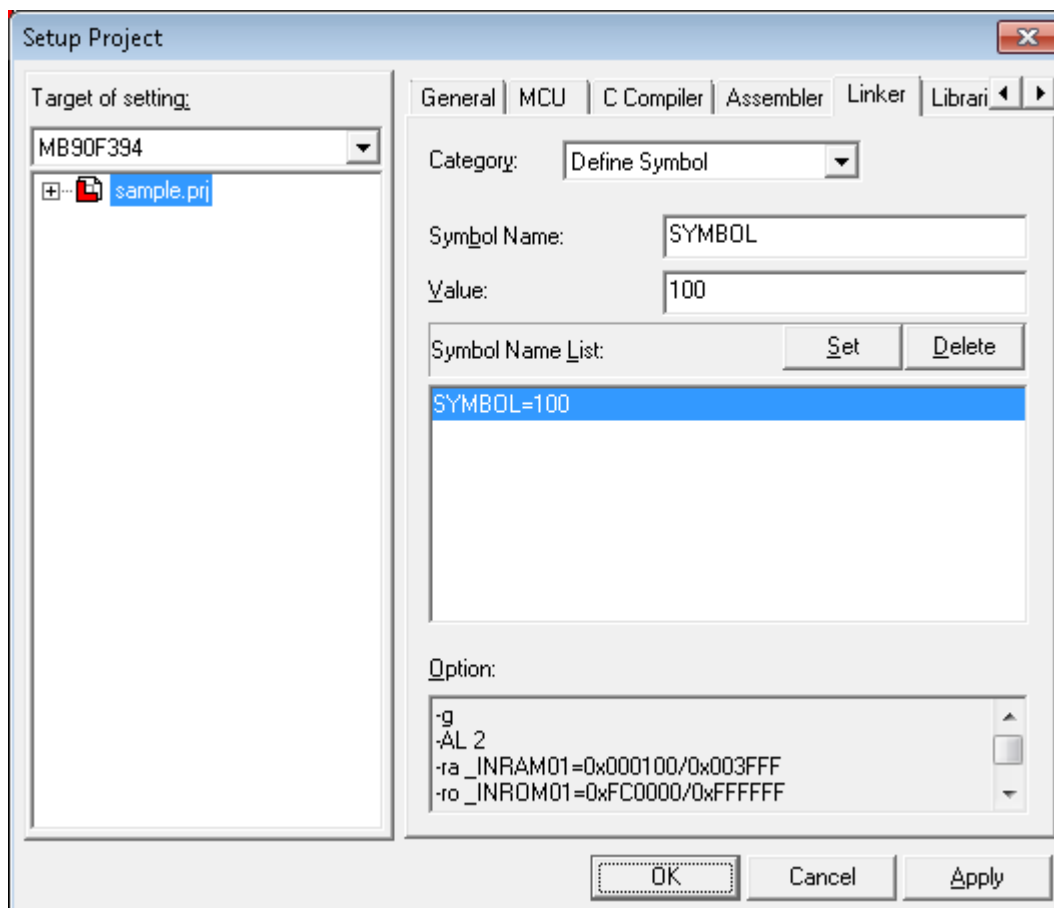 Setup Project
Target of setting:
MB90F394
sample.prj
General MCU C Compiler Assembler Linker Librari
Category: Define Symbol
Symbol Name: SYMBOL
Value: 100
Symbol Name List: Set Delete
SYMBOL=100
Option:
-g
-AL 2
-ra _INRAM01=0x000100/0x003FFF
-ro _INROM01=0xFC0000/0xFFFFFF
OK Cancel Apply